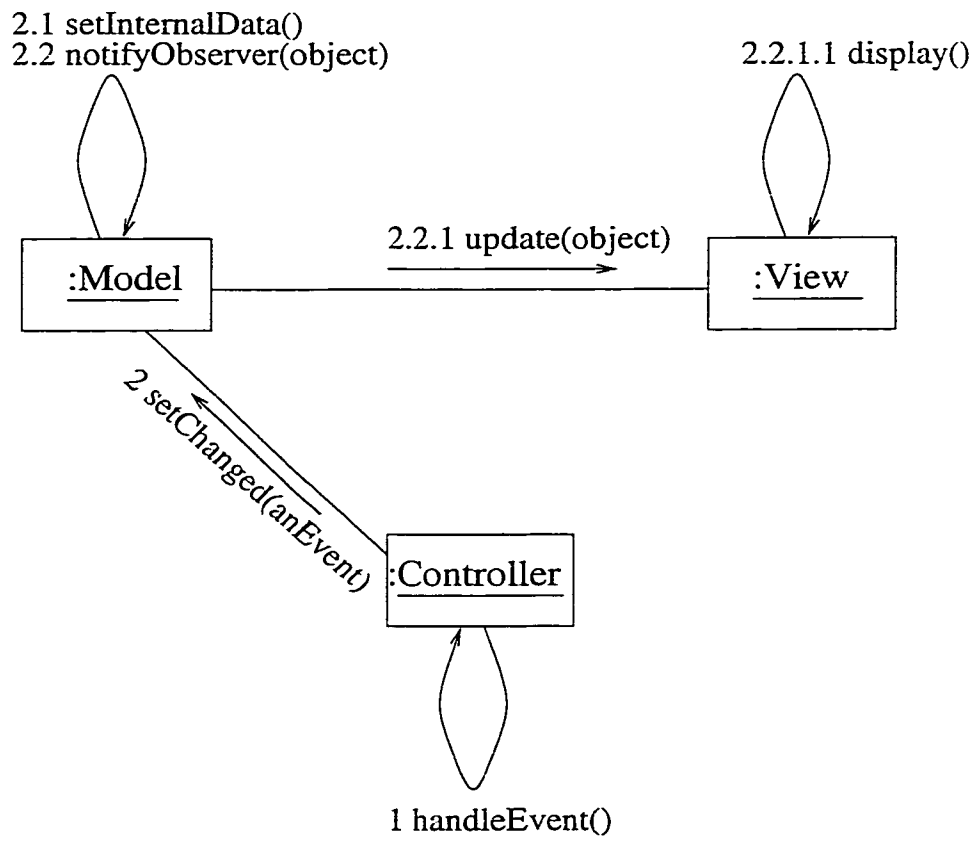 2.1 setInternalData()
2.2 notifyObserver(object)
2.2.1.1 display()
2.2.1 update(object)
:Model
:View
2 setChanged(anEvent)
:Controller
1 handleEvent()